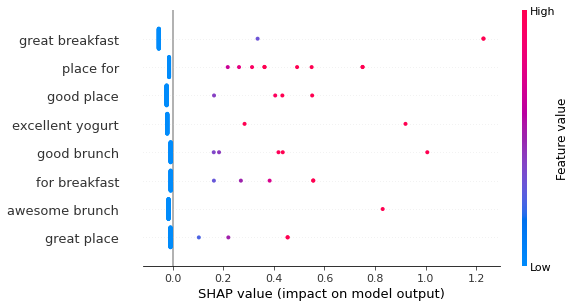 High
great breakfast
place for
good place
excellent yogurt
good brunch
for breakfast
awesome brunch
great place
Feature value
Low
0.0 0.2 0.4 0.6 0.8 1.0 1.2
SHAP value (impact on model output)